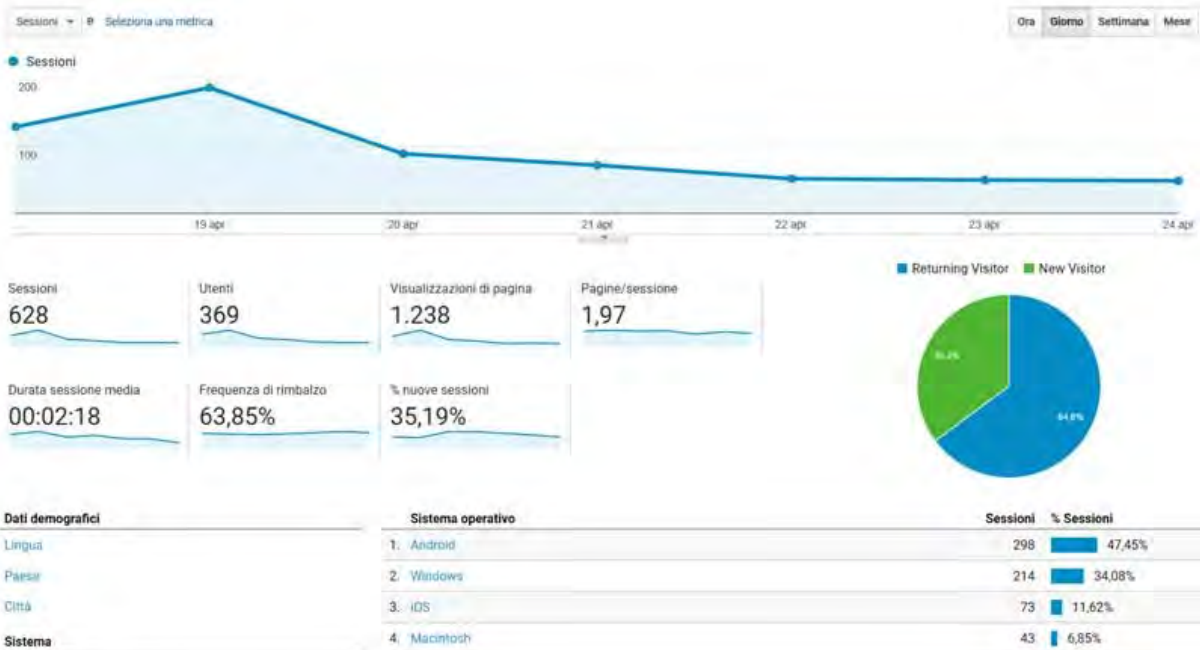 Sessioni
e
Seleziona una metrica
Ora Giorno Settimana Mese
Sessioni
200
100
19 apr 20 apr 21 apr 22 apr 23 apr 24 apr
Returning Visitor New Visitor
Sessioni
628
Utenti
369
Visualizzazioni di pagina
1.238
Pagine/sessione
1,97
Durata sessione media
00:02:18
Frequenza di rimbalzo
63,85%
% nuove sessioni
35,19%
35,2%
64,8%
Dati demografici
Lingua
Paese
Città
Sistema
Sistema operativo Sessioni % Sessioni
1. Android 298 47,45%
2. Windows 214 34,08%
3. iOS 73 11,62%
4. Macintosh 43 6,85%